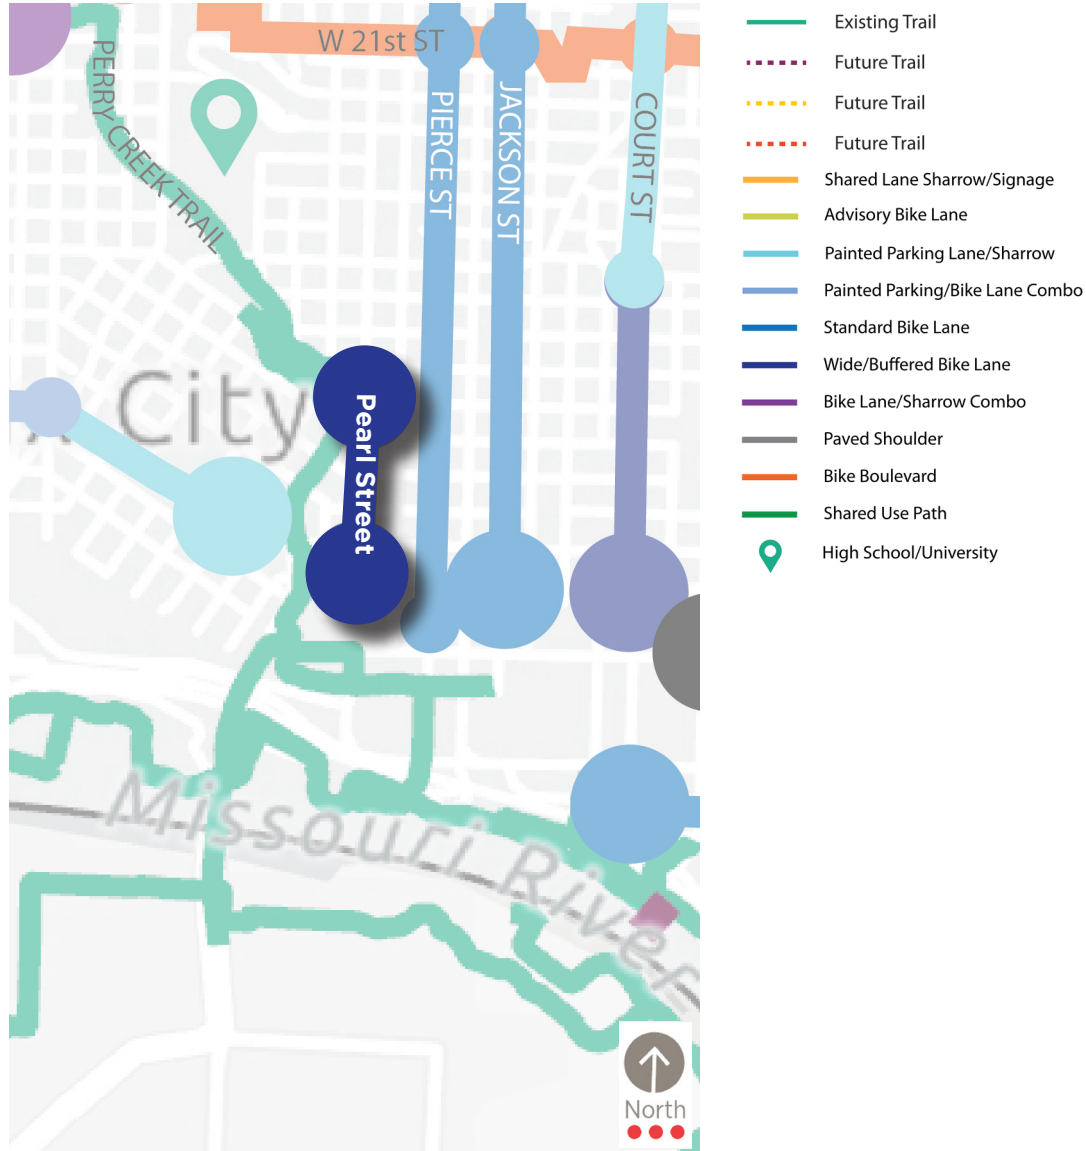 W 21st ST
PERRY CREEK TRAIL
PIERCE ST
JACKSON ST
COURT ST
City
Pearl Street
Missouri River
North
Existing Trail
Future Trail
Future Trail
Future Trail
Shared Lane Sharrow/Signage
Advisory Bike Lane
Painted Parking Lane/Sharrow
Painted Parking/Bike Lane Combo
Standard Bike Lane
Wide/Buffered Bike Lane
Bike Lane/Sharrow Combo
Paved Shoulder
Bike Boulevard
Shared Use Path
High School/University